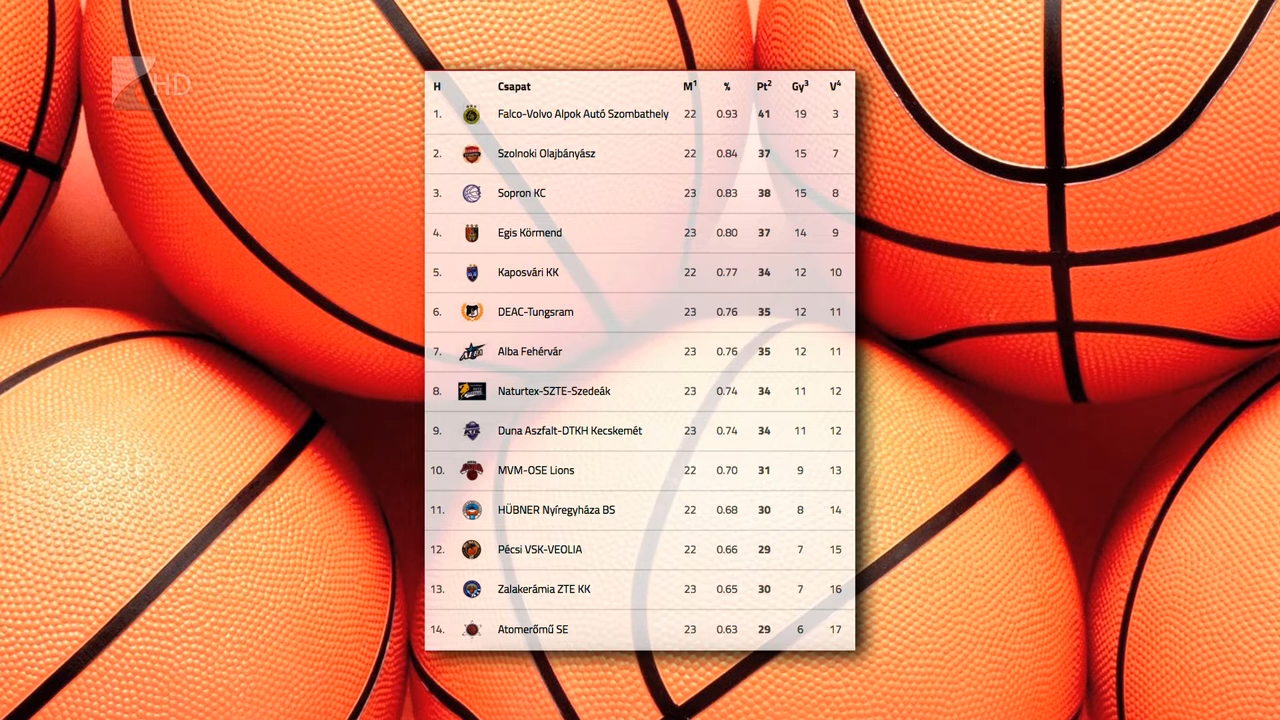 HD
H Csapat M1 % Pt2 Gy3 V4
1. Falco-Volvo Alpok Autó Szombathely 22 0.93 41 19 3
2. Szolnoki Olajbányász 22 0.84 37 15 7
3. Sopron KC 23 0.83 38 15 8
4. Egis Körmend 23 0.80 37 14 9
5. Kaposvári KK 22 0.77 34 12 10
6. DEAC-Tungsram 23 0.76 35 12 11
7. Alba Fehérvár 23 0.76 35 12 11
8. Naturtex-SZTE-Szedeák 23 0.74 34 11 12
9. Duna Aszfalt-DTKH Kecskemét 23 0.74 34 11 12
10. MVM-OSE Lions 22 0.70 31 9 13
11. HÜBNER Nyíregyháza BS 22 0.68 30 8 14
12. Pécsi VSK-VEOLIA 22 0.66 29 7 15
13. Zalakerámia ZTE KK 23 0.65 30 7 16
14. Atomerőmű SE 23 0.63 29 6 17